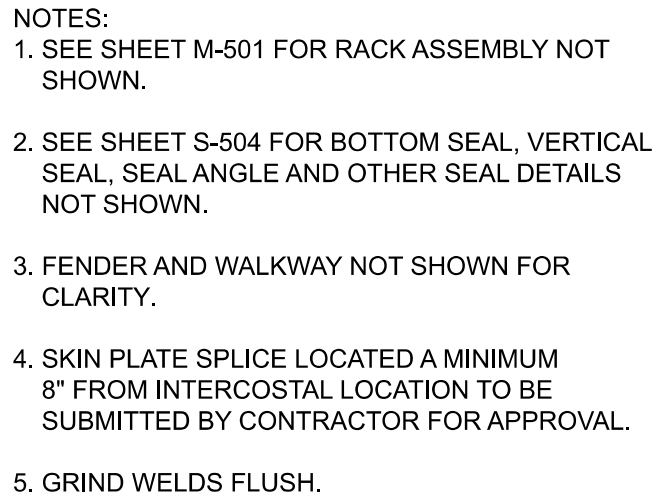 NOTES:
1. SEE SHEET M-501 FOR RACK ASSEMBLY NOT
SHOWN.
2. SEE SHEET S-504 FOR BOTTOM SEAL, VERTICAL
SEAL, SEAL ANGLE AND OTHER SEAL DETAILS
NOT SHOWN.
3. FENDER AND WALKWAY NOT SHOWN FOR
CLARITY.
4. SKIN PLATE SPLICE LOCATED A MINIMUM
8" FROM INTERCOSTAL LOCATION TO BE
SUBMITTED BY CONTRACTOR FOR APPROVAL.
5. GRIND WELDS FLUSH.